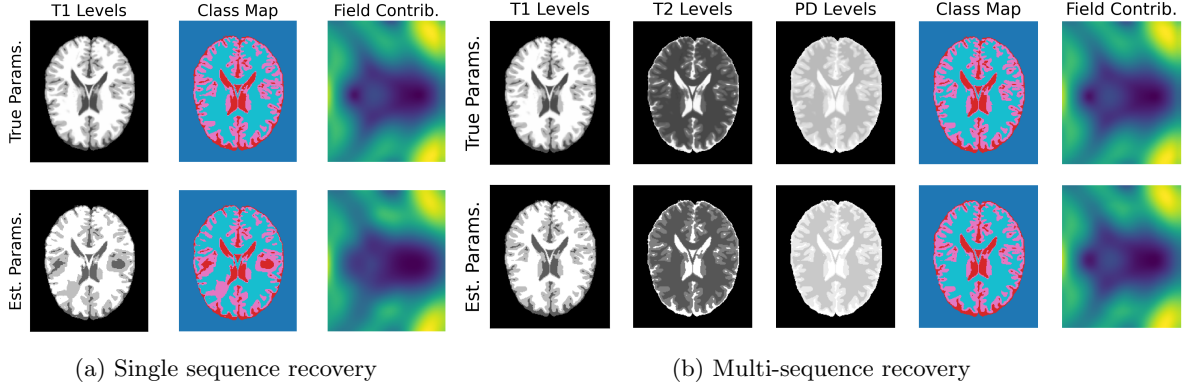 T1 Levels Class Map Field Contrib. T1 Levels T2 Levels PD Levels Class Map Field Contrib.
True Params. True Params.
Est. Params. Est. Params.
(a) Single sequence recovery (b) Multi-sequence recovery